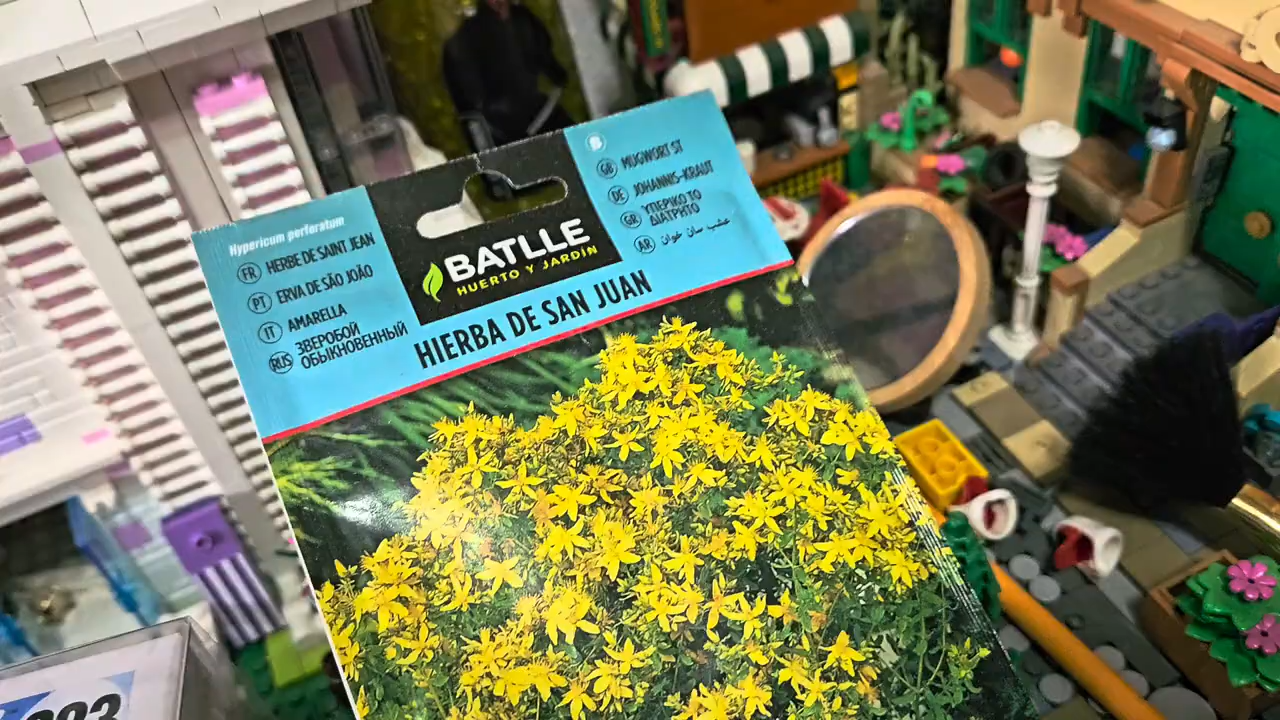 Hypericum perforatum
FR HERBE DE SAINT JEAN
PT ERVA DE SÃO JOÃO
IT AMARELLA
RUS ЗВЕРОБОЙ
ОБЫКНОВЕННЫЙ
BATLLE
HUERTO Y JARDÍN
GB MUGWORT ST
DE JOHANNIS-KRAUT
GR ΥΠΕΡΙΚΟ ΤΟ
ΔΙΑΤΡΗΤΟ
AR عشب سان خوان
HIERBA DE SAN JUAN